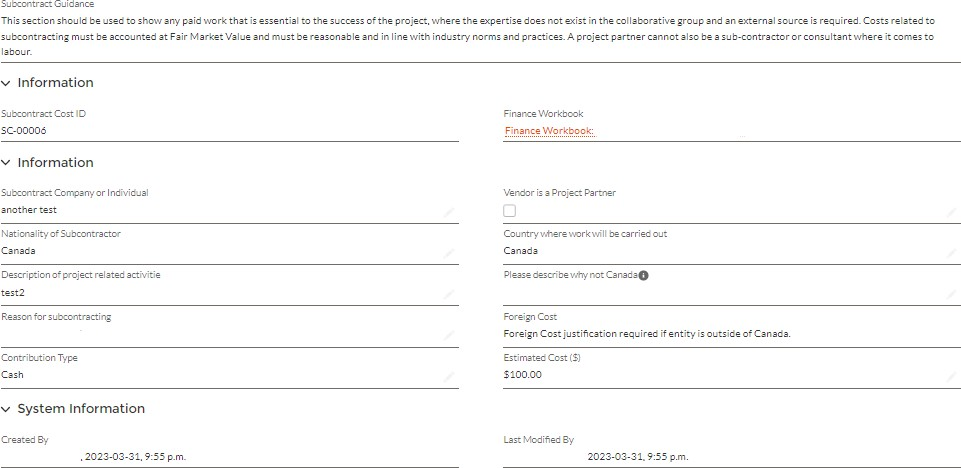 Subcontract Guidance
This section should be used to show any paid work that is essential to the success of the project, where the expertise does not exist in the collaborative group and an external source is required. Costs related to
subcontracting must be accounted at Fair Market Value and must be reasonable and in line with industry norms and practices. A project partner cannot also be a sub-contractor or consultant where it comes to
labour.
Information
Subcontract Cost ID
SC-00006
Finance Workbook
Finance Workbook:
Information
Subcontract Company or Individual
another test
Vendor is a Project Partner
Nationality of Subcontractor
Canada
Country where work will be carried out
Canada
Description of project related activitie
test2
Please describe why not Canada
Reason for subcontracting
Foreign Cost
Foreign Cost justification required if entity is outside of Canada.
Contribution Type
Cash
Estimated Cost ($)
$100.00
System Information
Created By
, 2023-03-31, 9:55 p.m.
Last Modified By
2023-03-31, 9:55 p.m.